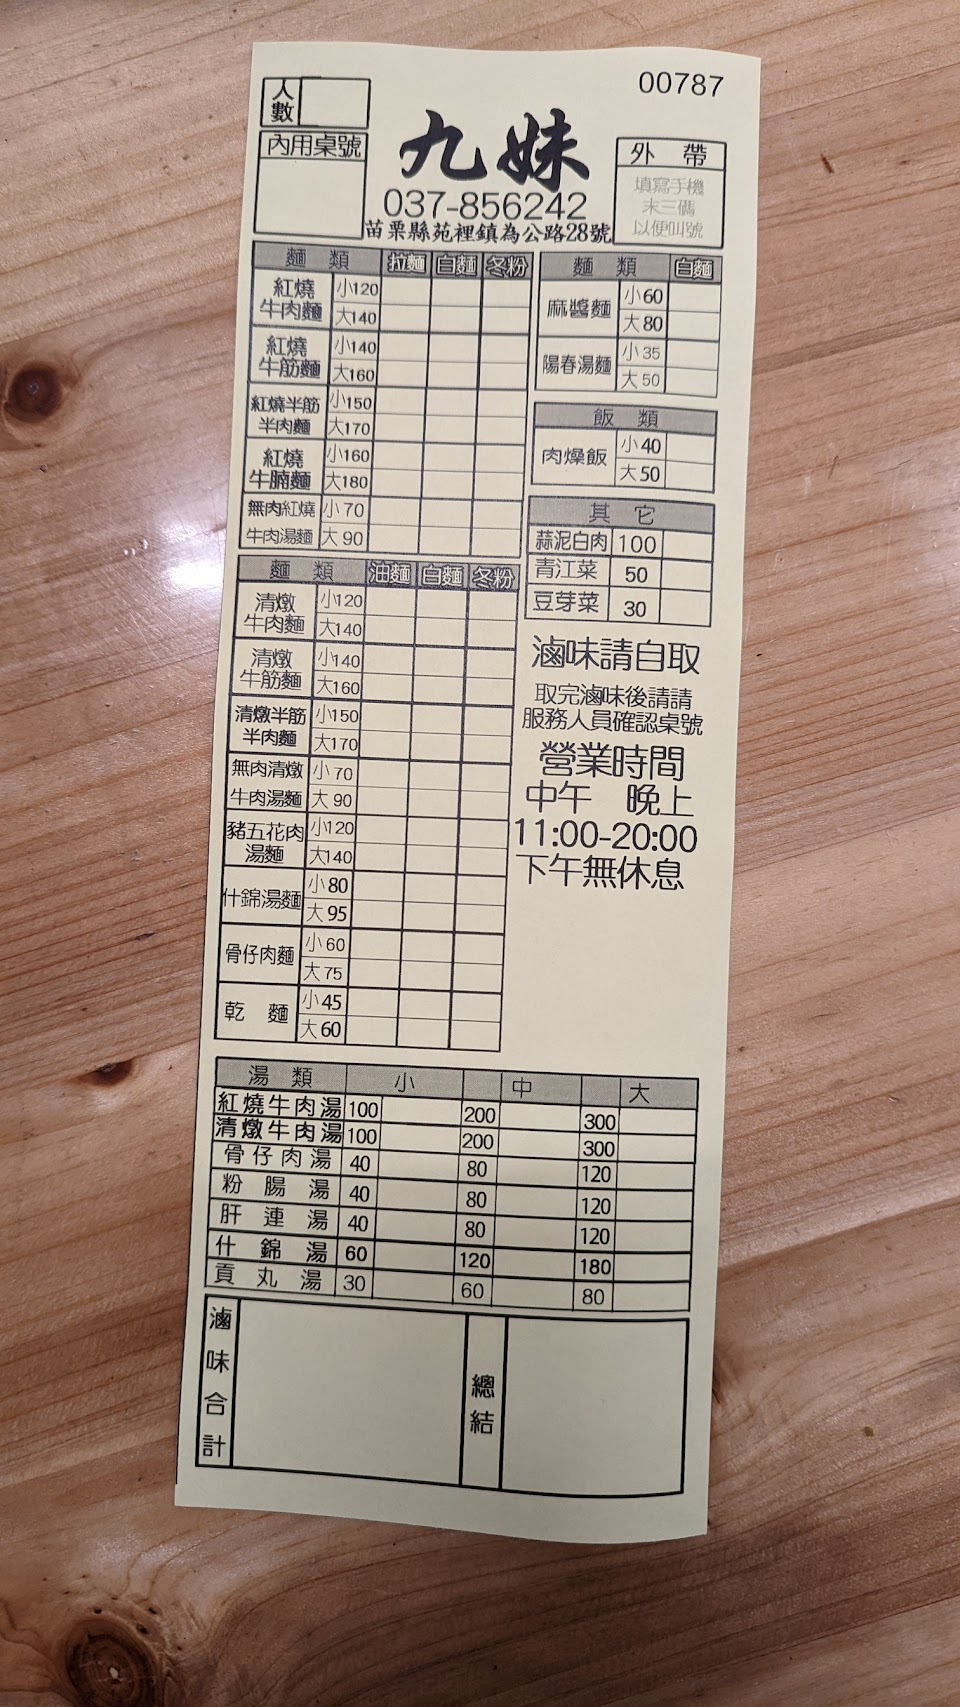 00787
人數
九妹
內用桌號
外 帶
填寫手機
末三碼
以便叫號
037-856242
苗栗縣苑裡鎮為公路28號
麵 類 拉麵 白麵 冬粉
紅燒牛肉麵 小120
大140
紅燒牛筋麵 小140
大160
紅燒半筋半肉麵 小150
大170
紅燒牛腩麵 小160
大180
無肉紅燒牛肉湯麵 小70
大90
麵 類 油麵 白麵 冬粉
清燉牛肉麵 小120
大140
清燉牛筋麵 小140
大160
清燉半筋半肉麵 小150
大170
無肉清燉牛肉湯麵 小70
大90
豬五花肉湯麵 小120
大140
什錦湯麵 小80
大95
骨仔肉麵 小60
大75
乾 麵 小45
大60
麵 類 白麵
麻醬麵 小60
大80
陽春湯麵 小35
大50
飯 類
肉燥飯 小40
大50
其 它
蒜泥白肉 100
青江菜 50
豆芽菜 30
滷味請自取
取完滷味後請請
服務人員確認桌號
營業時間
中午 晚上
11:00-20:00
下午無休息
湯 類 小 中 大
紅燒牛肉湯 100 200 300
清燉牛肉湯 100 200 300
骨仔肉湯 40 80 120
粉腸湯 40 80 120
肝連湯 40 80 120
什錦湯 60 120 180
貢丸湯 30 60 80
滷味合計 總結